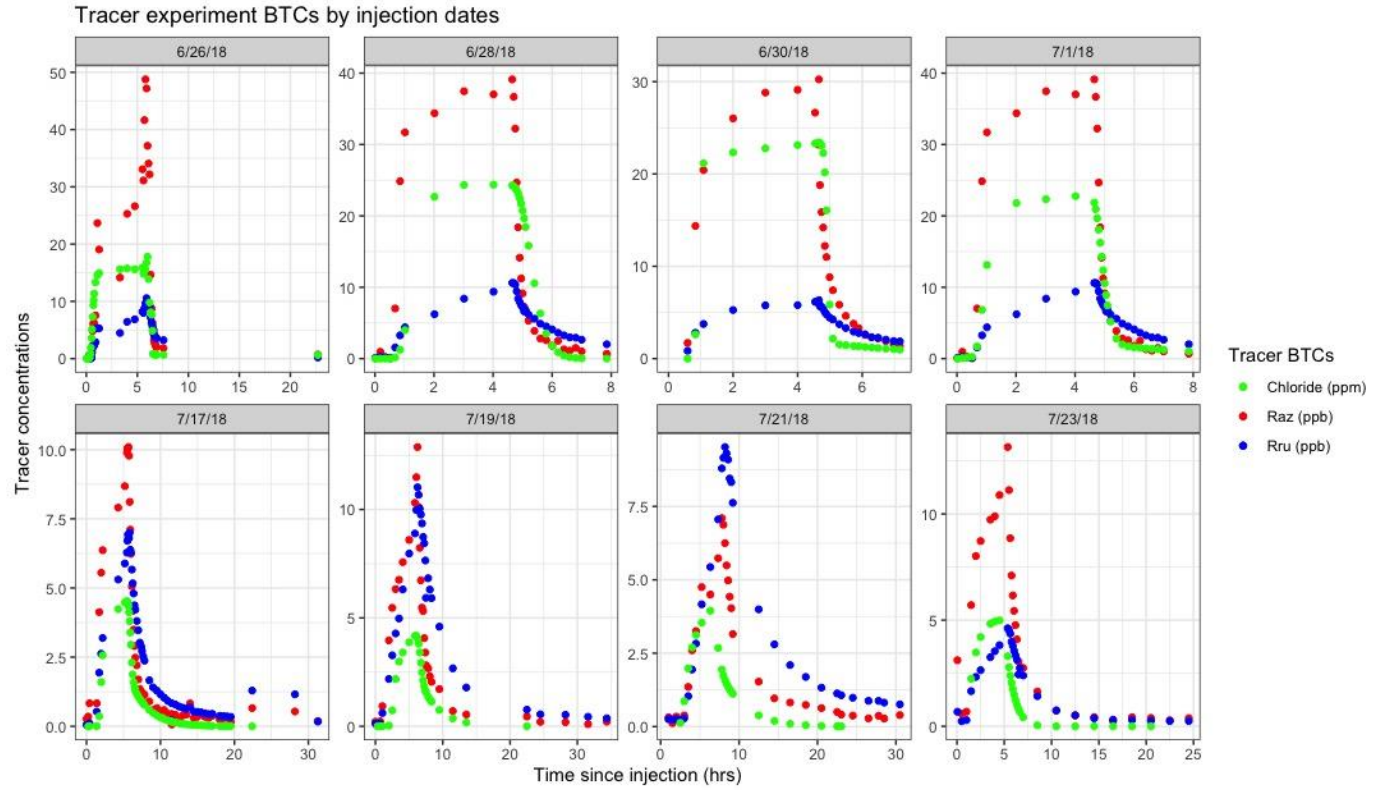 Tracer experiment BTCs by injection dates
6/26/18 6/28/18 6/30/18 7/1/18
50
40
30
20
10
0
0 5 10 15 20
40
30
20
10
0
0 2 4 6 8
30
20
10
0
0 2 4 6
40
30
20
10
0
0 2 4 6 8
7/17/18 7/19/18 7/21/18 7/23/18
10.0
7.5
5.0
2.5
0.0
0 10 20 30
10
5
0
0 10 20 30
7.5
5.0
2.5
0.0
0 10 20 30
10
5
0
0 5 10 15 20 25
Tracer concentrations
Time since injection (hrs)
Tracer BTCs
Chloride (ppm)
Raz (ppb)
Rru (ppb)